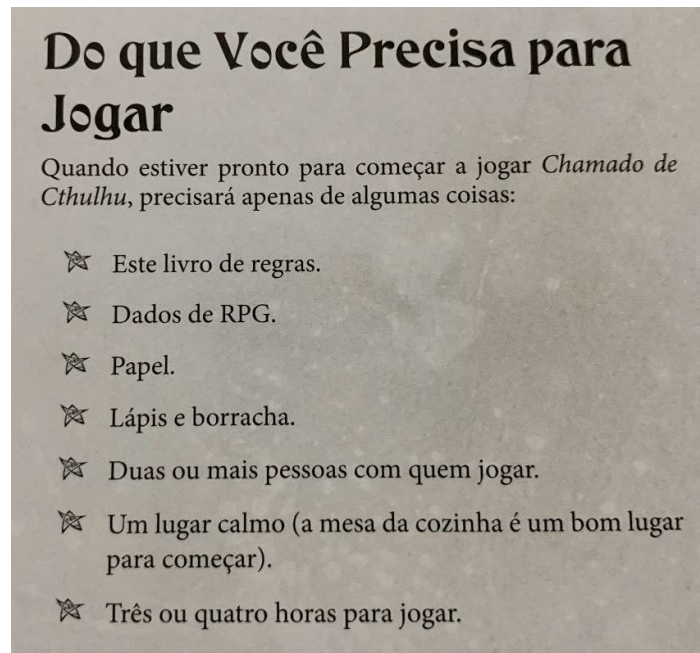 Do que Você Precisa para
Jogar
Quando estiver pronto para começar a jogar Chamado de
Cthulhu, precisará apenas de algumas coisas:
Este livro de regras.
Dados de RPG.
Papel.
Lápis e borracha.
Duas ou mais pessoas com quem jogar.
Um lugar calmo (a mesa da cozinha é um bom lugar
para começar).
Três ou quatro horas para jogar.